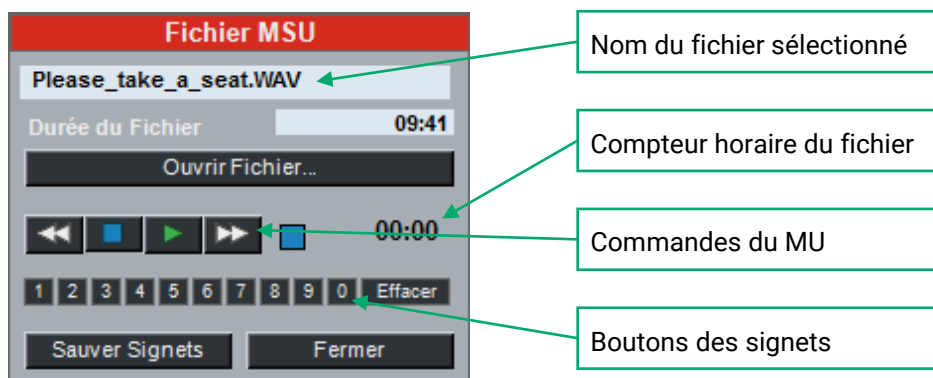 Fichier MSU
Please_take_a_seat.WAV
Durée du Fichier 09:41
Ouvrir Fichier...
00:00
1 2 3 4 5 6 7 8 9 0 Effacer
Sauver Signets Fermer
Nom du fichier sélectionné
Compteur horaire du fichier
Commandes du MU
Boutons des signets